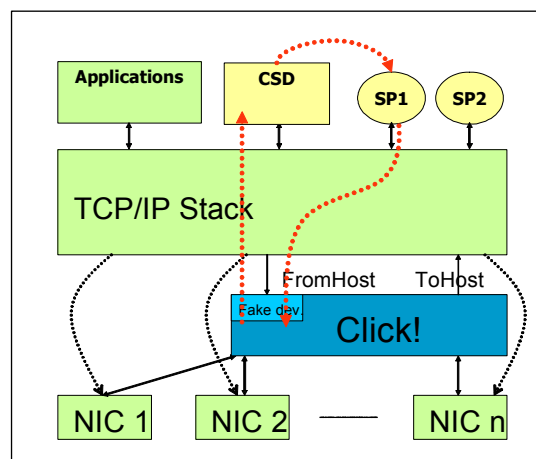 Applications
CSD
SP1
SP2
TCP/IP Stack
FromHost
ToHost
Fake dev.
Click!
NIC 1
NIC 2
NIC n